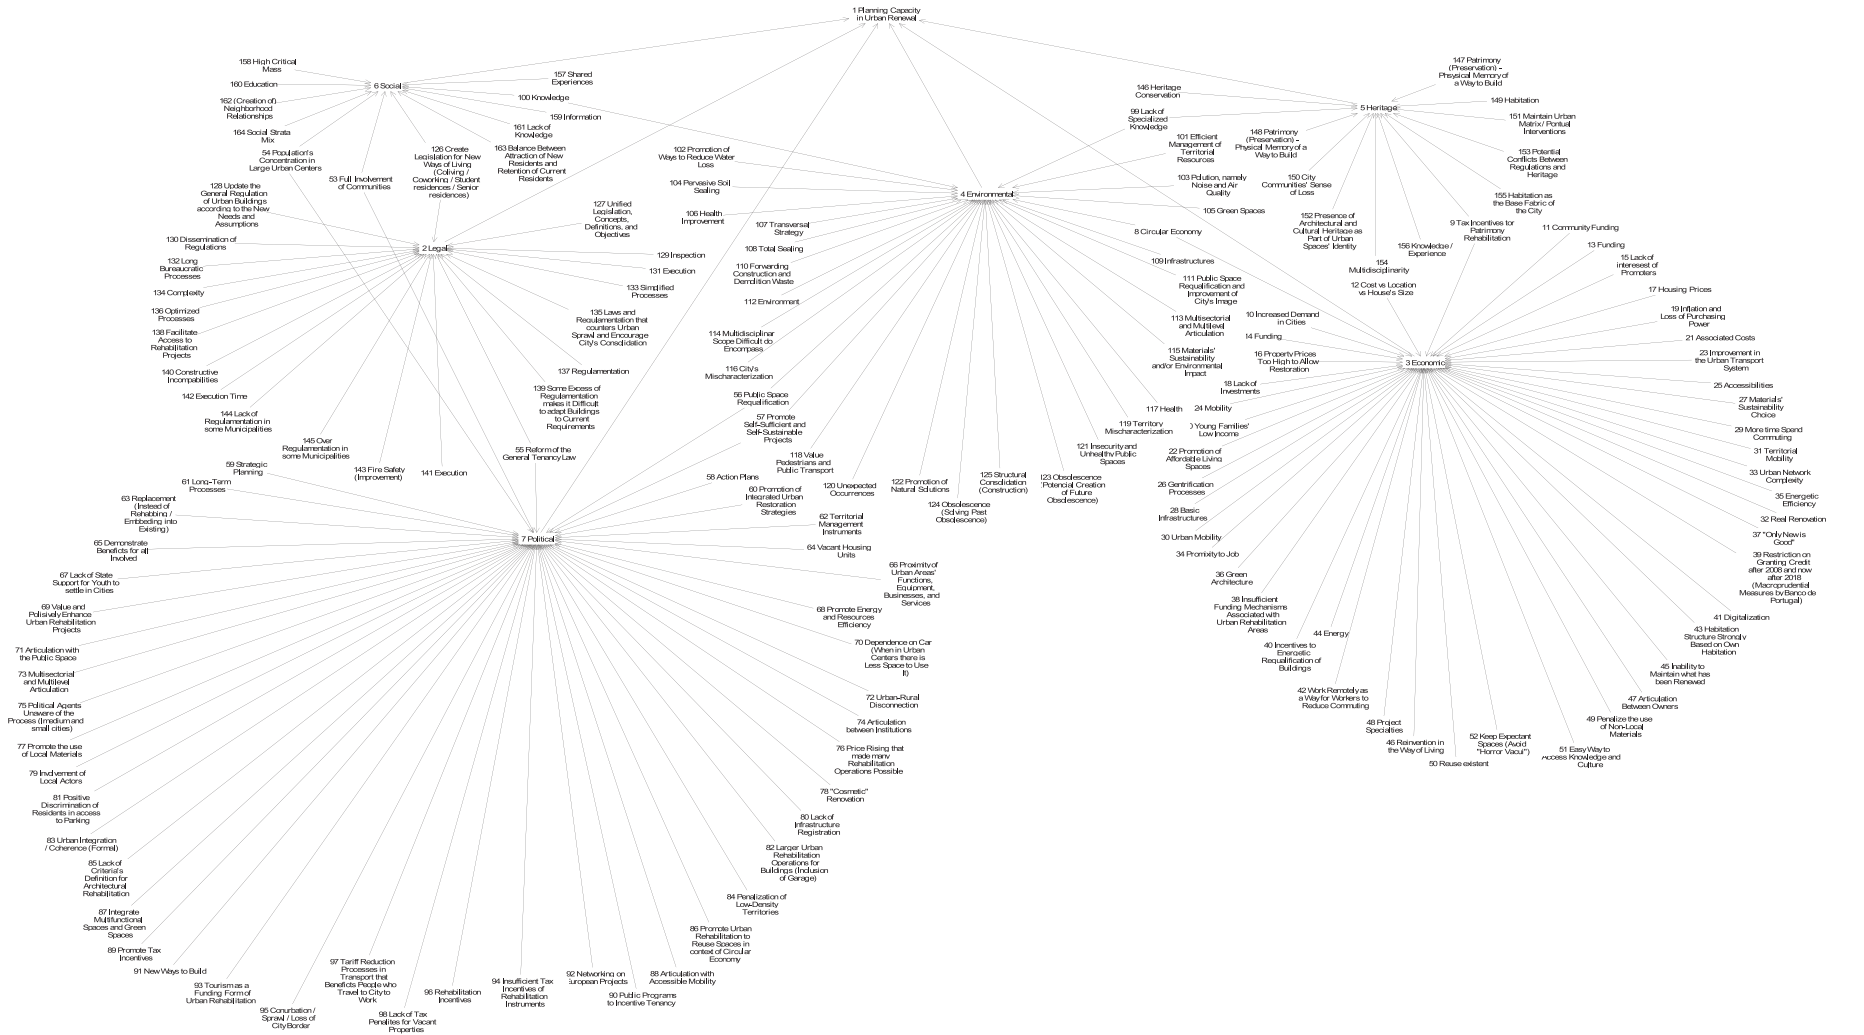 1 Planning Capacity
in Urban Renewal
158 High Critical
Mass
160 Education
162 (Creation of)
Neighborhood
Relationships
164 Social Strata
Mix
54 Population's
Concentration in
Large Urban Centers
6 Social
157 Shared
Experiences
100 Knowledge
159 Information
161 Lack of
Knowledge
163 Balance Between
Attraction of New
Residents and
Retention of Current
Residents
126 Create
Legislation for New
Ways of Living
(Coliving /
Coworking / Student
residences / Senior
residences)
53 Full Involvement
of Communities
128 Update the
General Regulation
of Urban Buildings
according to the New
Needs and
Assumptions
130 Dissemination of
Regulations
132 Long
Bureaucratic
Processes
134 Complexity
136 Optimized
Processes
138 Facilitate
Access to
Rehabilitation
Projects
140 Constructive
Incompabilities
142 Execution Time
144 Lack of
Regulamentation in
some Municipalities
145 Over
Regulamentation in
some Municipalities
143 Fire Safety
(Improvement)
141 Execution
2 Legal
127 Unified
Legislation,
Concepts,
Definitions, and
Objectives
129 Inspection
131 Execution
133 Simplified
Processes
135 Laws and
Regulamentation that
counters Urban
Sprawl and Encourage
City's Consolidation
137 Regulamentation
139 Some Excess of
Regulamentation
makes it Difficult
to adapt Buildings
to Current
Requirements
55 Reform of the
General Tenancy Law
102 Promotion of
Ways to Reduce Water
Loss
104 Pervasive Soil
Sealing
106 Health
Improvement
107 Transversal
Strategy
108 Total Sealing
110 Forwarding
Construction and
Demolition Waste
112 Environment
114 Multidisciplinar
Scope Difficult do
Encompass
116 City's
Mischaracterization
56 Public Space
Requalification
57 Promote
Self-Sufficient and
Self-Sustainable
Projects
118 Value
Pedestrians and
Public Transport
120 Unexpected
Occurrences
122 Promotion of
Natural Solutions
124 Obsolescence
(Solving Past
Obsolescence)
125 Structural
Consolidation
(Construction)
123 Obsolescence
(Potencial Creation
of Future
Obsolescence)
121 Insecurity and
Unhealthy Public
Spaces
119 Territory
Mischaracterization
117 Health
115 Materials'
Sustainability
and/or Environmental
Impact
113 Multisectorial
and Multilevel
Articulation
111 Public Space
Requalification and
Improvement of
City's Image
109 Infrastructures
8 Circular Economy
105 Green Spaces
103 Polution, namely
Noise and Air
Quality
101 Efficient
Management of
Territorial
Resources
99 Lack of
Specialized
Knowledge
4 Environmental
146 Heritage
Conservation
147 Patrimony
(Preservation) -
Phsysical Memory of
a Way to Build
5 Heritage
149 Habitation
151 Maintain Urban
Matrix / Pontual
Interventions
153 Potential
Conflicts Between
Regulations and
Heritage
155 Habitation as
the Base Fabric of
the City
148 Patrimony
(Preservation) -
Physical Memory of a
Way to Build
150 City
Communities' Sense
of Loss
152 Presence of
Architectural and
Cultural Heritage as
Part of Urban
Spaces' Identity
154
Multidisciplinarity
156 Knowledge /
Experience
9 Tax Incentives for
Patrimony
Rehabilitation
11 Community Funding
13 Funding
15 Lack of
interesest of
Promoters
17 Housing Prices
19 Inflation and
Loss of Purchasing
Power
21 Associated Costs
23 Improvement in
the Urban Transport
System
25 Accessibilities
27 Materials'
Sustainability
Choice
29 More time Spend
Commuting
31 Territorial
Mobility
33 Urban Network
Complexity
35 Energetic
Efficiency
32 Real Renovation
37 "Only New is
Good"
39 Restriction on
Granting Credit
after 2008 and now
after 2018
(Macroprudential
Measures by Banco de
Portugal)
41 Digitalization
43 Habitation
Structure Strongly
Based on Own
Habitation
45 Inability to
Maintain what has
been Renewed
47 Articulation
Between Owners
49 Penalize the use
of Non-Local
Materials
51 Easy Way to
Access Knowledge and
Culture
52 Keep Expectant
Spaces (Avoid
"Horror Vacui")
50 Reuse existent
46 Reinvention in
the Way of Living
48 Project
Specialties
42 Work Remotely as
a Way for Workers to
Reduce Commuting
44 Energy
40 Incentives to
Energetic
Requalification of
Buildings
38 Insufficient
Funding Mechanisms
Associated with
Urban Rehabilitation
Areas
36 Green
Architecture
34 Promixity to Job
30 Urban Mobility
28 Basic
Infrastructures
26 Gentrification
Processes
22 Promotion of
Affordable Living
Spaces
Young Families'
Low Income
24 Mobility
18 Lack of
Investments
16 Property Prices
Too High to Allow
Restoration
Funding
10 Increased Demand
in Cities
12 Cost vs Location
vs House's Size
3 Economic
59 Strategic
Planning
61 Long-Term
Processes
63 Replacement
(Instead of
Rehabbing /
Embbeding into
Existing)
65 Demonstrate
Beneficts for all
Involved
67 Lack of State
Support for Youth to
settle in Cities
69 Value and
Polisively Enhance
Urban Rehabilitation
Projects
71 Articulation with
the Public Space
73 Multisectorial
and Multilevel
Articulation
75 Political Agents
Unaware of the
Process (Imedium and
small cities)
77 Promote the use
of Local Materials
79 Involvement of
Local Actors
81 Positive
Discrimination of
Residents in access
to Parking
83 Urban Integration
/ Coherence (Formal)
85 Lack of
Criteria's
Definition for
Architectural
Rehabilitation
87 Integrate
Multifunctional
Spaces and Green
Spaces
89 Promote Tax
Incentives
91 New Ways to Build
93 Tourism as a
Funding Form of
Urban Rehabilitation
95 Conurbation /
Sprawl / Loss of
City Border
97 Tariff Reduction
Processes in
Transport that
Beneficts People who
Travel to City to
Work
98 Lack of Tax
Penalites for Vacant
Properties
96 Rehabilitation
Incentives
94 Insufficient Tax
Incentives of
Rehabilitation
Instruments
92 Networking on
European Projects
90 Public Programs
to Incentive Tenancy
88 Articulation with
Accessible Mobility
86 Promote Urban
Rehabilitation to
Reuse Spaces in
context of Circular
Economy
84 Penalization of
Low-Density
Territories
82 Larger Urban
Rehabilitation
Operations for
Buildings (Inclusion
of Garage)
80 Lack of
Infrastructure
Registration
78 "Cosmetic"
Renovation
76 Price Rising that
made many
Rehabilitation
Operations Possible
74 Articulation
between Institutions
72 Urban-Rural
Disconnection
70 Dependence on Car
(When in Urban
Centers there is
Less Space to Use
It)
68 Promote Energy
and Resources
Efficiency
66 Proximity of
Urban Areas'
Functions,
Equipment,
Businesses, and
Services
64 Vacant Housing
Units
62 Territorial
Management
Instruments
60 Promotion of
Integrated Urban
Restoration
Strategies
58 Action Plans
7 Political